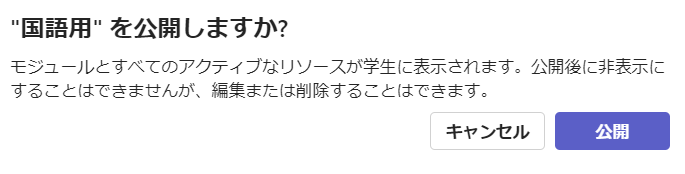 "国語用" を公開しますか?
モジュールとすべてのアクティブなリソースが学生に表示されます。公開後に非表示に
することはできませんが、編集または削除することはできます。
キャンセル
公開